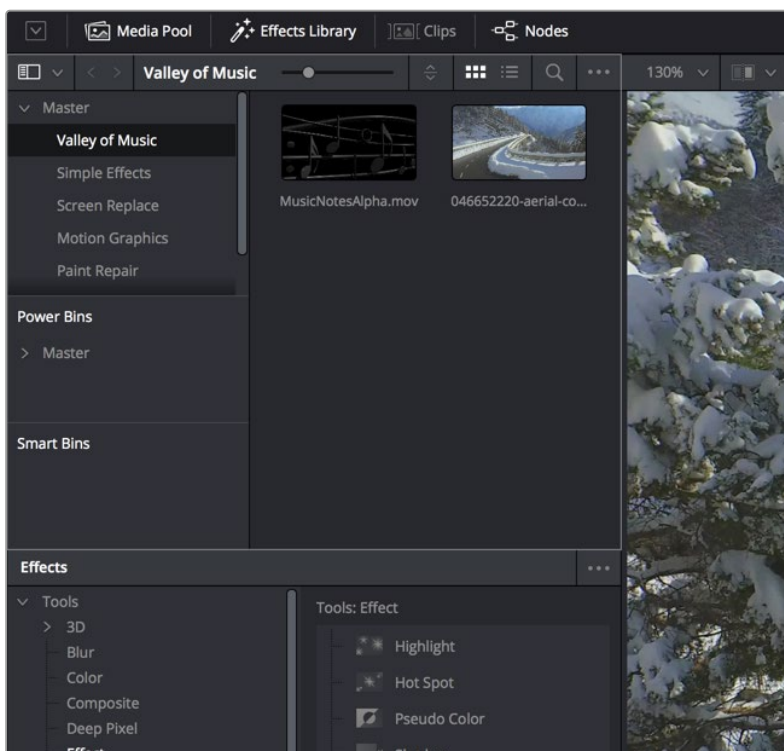 Media Pool Effects Library Clips Nodes
Valley of Music 130%
Master
Valley of Music
Simple Effects
Screen Replace
Motion Graphics
Paint Repair
MusicNotesAlpha.mov 046652220-aerial-co...
Power Bins
Master
Smart Bins
Effects
Tools
3D
Blur
Color
Composite
Deep Pixel
Tools: Effect
Highlight
Hot Spot
Pseudo Color